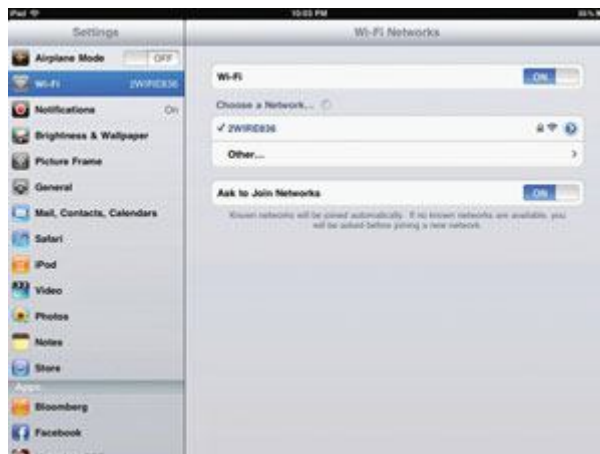 iPad
10:03 PM
Settings
Wi-Fi Networks
Airplane Mode OFF
Wi-Fi 2WIRE836
Notifications On
Brightness & Wallpaper
Picture Frame
General
Mail, Contacts, Calendars
Safari
iPod
Video
Photos
Notes
Store
Apps
Bloomberg
Facebook
Wi-Fi ON
Choose a Network...
✓ 2WIRE836
Other...
Ask to Join Networks ON
Known networks will be joined automatically. If no known networks are available, you
will be asked before joining a new network.